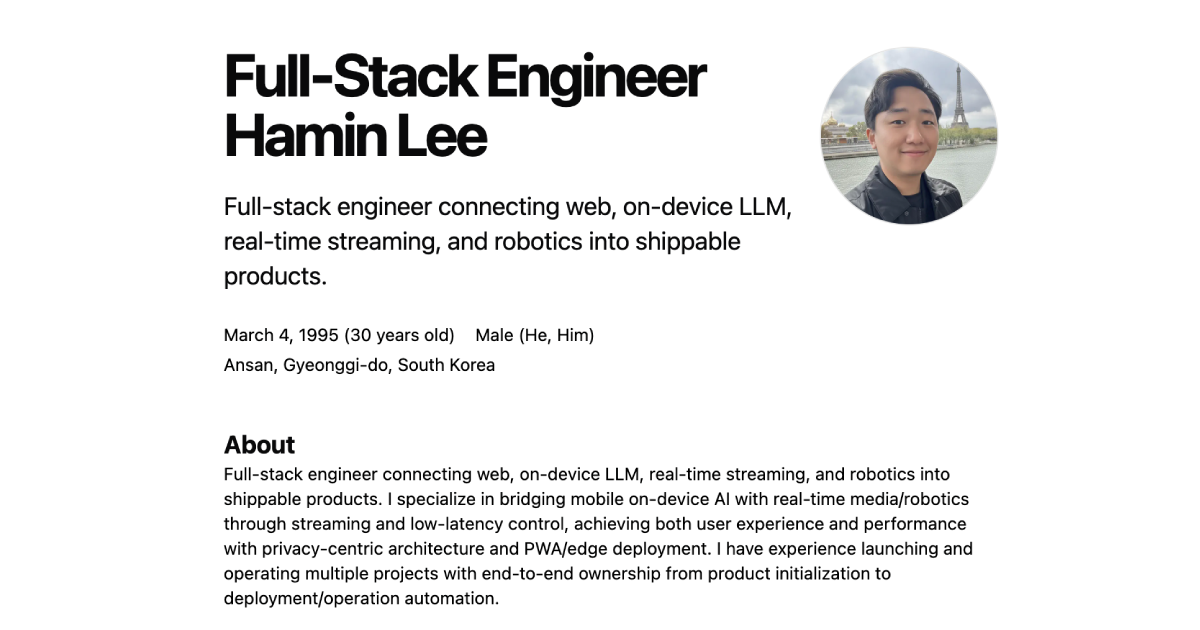 Full-Stack Engineer
Hamin Lee
Full-stack engineer connecting web, on-device LLM,
real-time streaming, and robotics into shippable
products.
March 4, 1995 (30 years old) Male (He, Him)
Ansan, Gyeonggi-do, South Korea
About
Full-stack engineer connecting web, on-device LLM, real-time streaming, and robotics into
shippable products. I specialize in bridging mobile on-device AI with real-time media/robotics
through streaming and low-latency control, achieving both user experience and performance
with privacy-centric architecture and PWA/edge deployment. I have experience launching and
operating multiple projects with end-to-end ownership from product initialization to
deployment/operation automation.